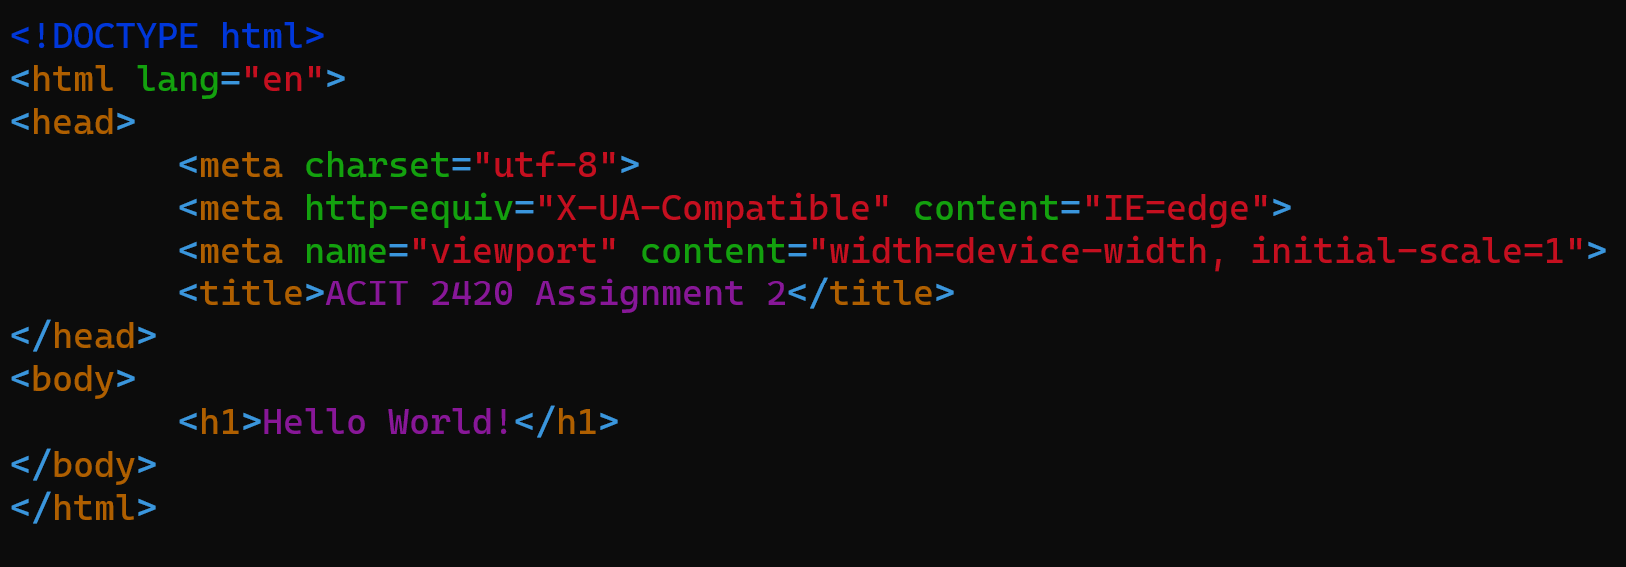 <!DOCTYPE html>
<html lang="en">
<head>
        <meta charset="utf-8">
        <meta http-equiv="X-UA-Compatible" content="IE=edge">
        <meta name="viewport" content="width=device-width, initial-scale=1">
        <title>ACIT 2420 Assignment 2</title>
</head>
<body>
        <h1>Hello World!</h1>
</body>
</html>